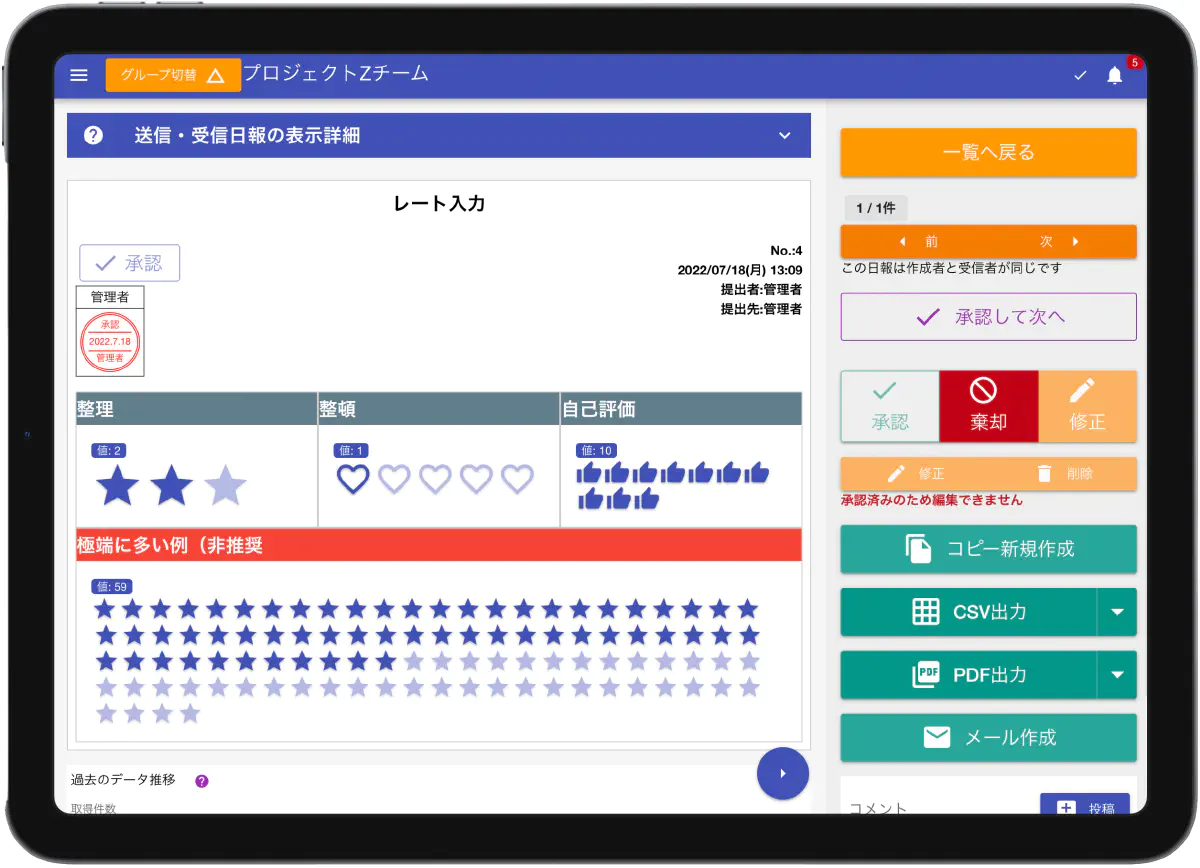 グループ切替
プロジェクトZチーム
5
送信・受信日報の表示詳細
レート入力
承認
No.:4
2022/07/18(月) 13:09
提出者:管理者
提出先:管理者
管理者
承認
2022.7.18
管理者
整理
整頓
自己評価
値: 2
値: 1
値: 10
極端に多い例（非推奨
値: 59
過去のデータ推移
取得件数
一覧へ戻る
1 / 1件
前
次
この日報は作成者と受信者が同じです
承認して次へ
承認
棄却
修正
修正
削除
承認済みのため編集できません
コピー新規作成
CSV出力
PDF
PDF出力
メール作成
コメント
投稿